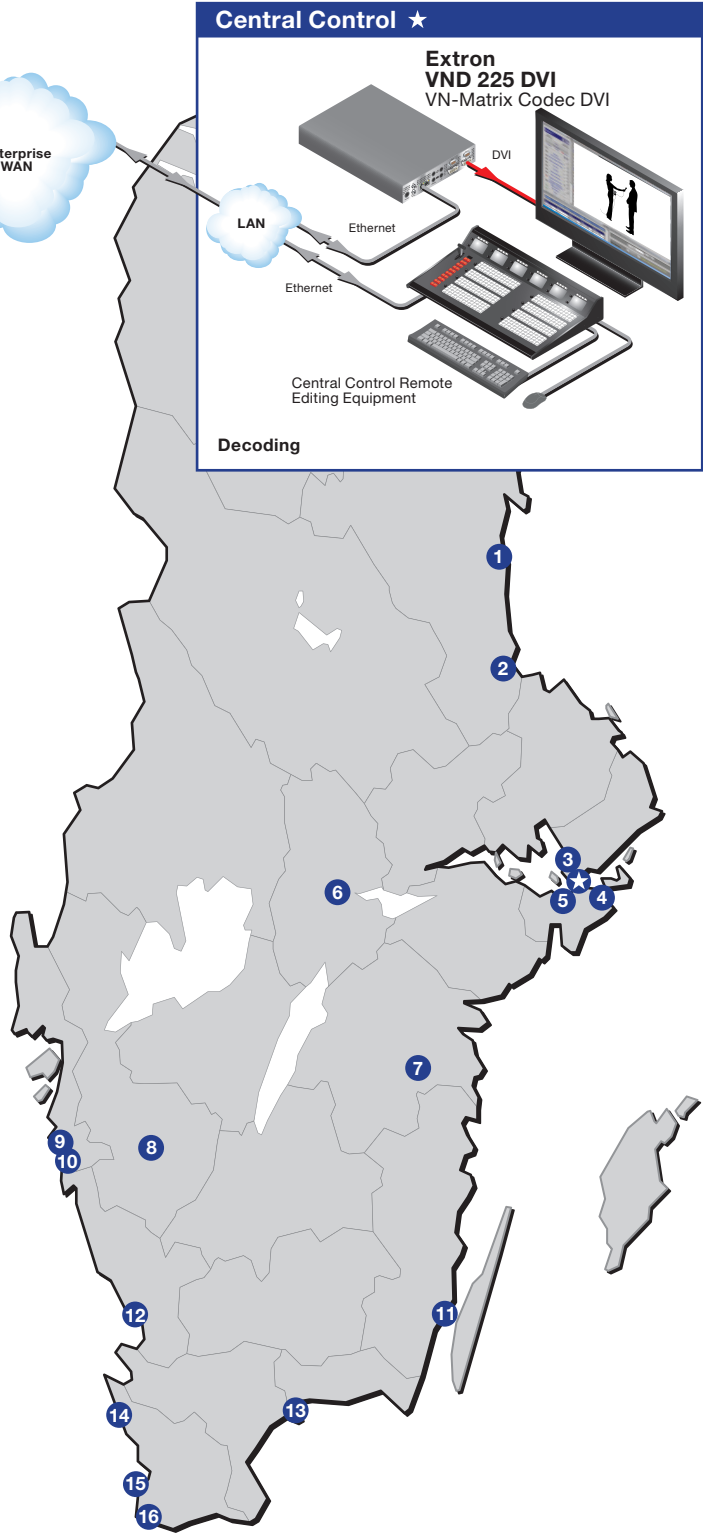 Central Control ★
Extron
VND 225 DVI
VN-Matrix Codec DVI
DVI
WAN
LAN
Ethernet
Ethernet
Central Control Remote
Editing Equipment
Decoding
1
2
3
4
5
6
7
8
9
10
11
12
13
14
15
16